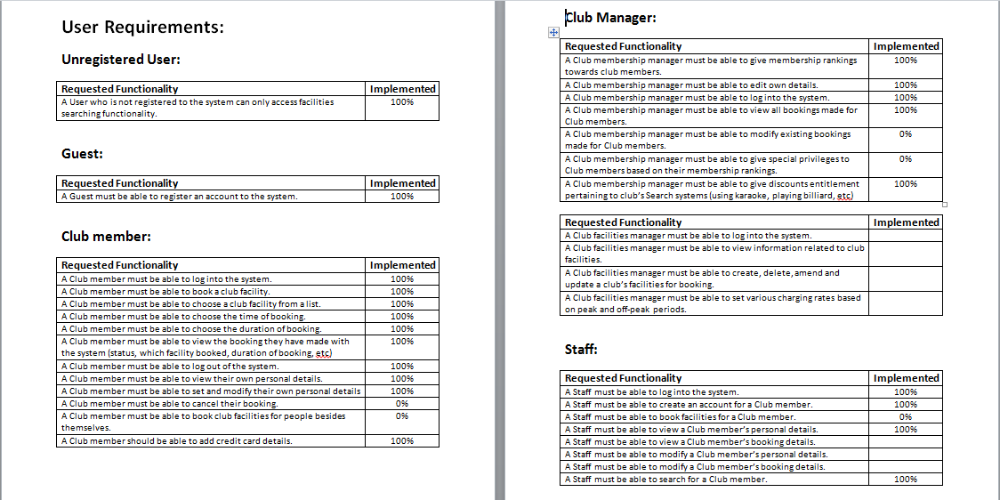 User Requirements:
Unregistered User:
Requested Functionality Implemented
A User who is not registered to the system can only access facilities 100%
searching functionality.
Guest:
Requested Functionality Implemented
A Guest must be able to register an account to the system. 100%
Club member:
Requested Functionality Implemented
A Club member must be able to log into the system. 100%
A Club member must be able to book a club facility. 100%
A Club member must be able to choose a club facility from a list. 100%
A Club member must be able to choose the time of booking. 100%
A Club member must be able to choose the duration of booking. 100%
A Club member must be able to view the booking they have made with 100%
the system (status, which facility booked, duration of booking, etc)
A Club member must be able to log out of the system. 100%
A Club member must be able to view their own personal details. 100%
A Club member must be able to set and modify their own personal details 100%
A Club member must be able to cancel their booking. 0%
A Club member must be able to book club facilities for people besides 0%
themselves.
A Club member should be able to add credit card details. 100%
Club Manager:
Requested Functionality Implemented
A Club membership manager must be able to give membership rankings 100%
towards club members.
A Club membership manager must be able to edit own details. 100%
A Club membership manager must be able to log into the system. 100%
A Club membership manager must be able to view all bookings made for 100%
Club members.
A Club membership manager must be able to modify existing bookings 0%
made for Club members.
A Club membership manager must be able to give special privileges to 0%
Club members based on their membership rankings.
A Club membership manager must be able to give discounts entitlement 100%
pertaining to club's Search systems (using karaoke, playing billiard, etc)
Requested Functionality Implemented
A Club facilities manager must be able to log into the system.
A Club facilities manager must be able to view information related to club
facilities.
A Club facilities manager must be able to create, delete, amend and
update a club's facilities for booking.
A Club facilities manager must be able to set various charging rates based
on peak and off-peak periods.
Staff:
Requested Functionality Implemented
A Staff must be able to log into the system. 100%
A Staff must be able to create an account for a Club member. 100%
A Staff must be able to book facilities for a Club member. 0%
A Staff must be able to view a Club member's personal details. 100%
A Staff must be able to view a Club member's booking details.
A Staff must be able to modify a Club member's personal details.
A Staff must be able to modify a Club member's booking details.
A Staff must be able to search for a Club member. 100%